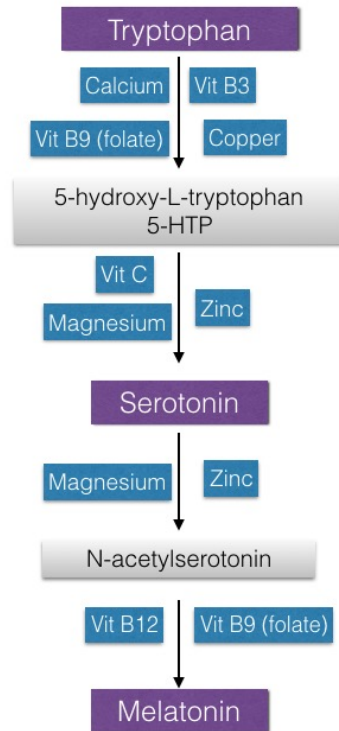 Tryptophan
Calcium
Vit B3
Vit B9 (folate)
Copper
5-hydroxy-L-tryptophan
5-HTP
Vit C
Zinc
Magnesium
Serotonin
Magnesium
Zinc
N-acetylserotonin
Vit B12
Vit B9 (folate)
Melatonin